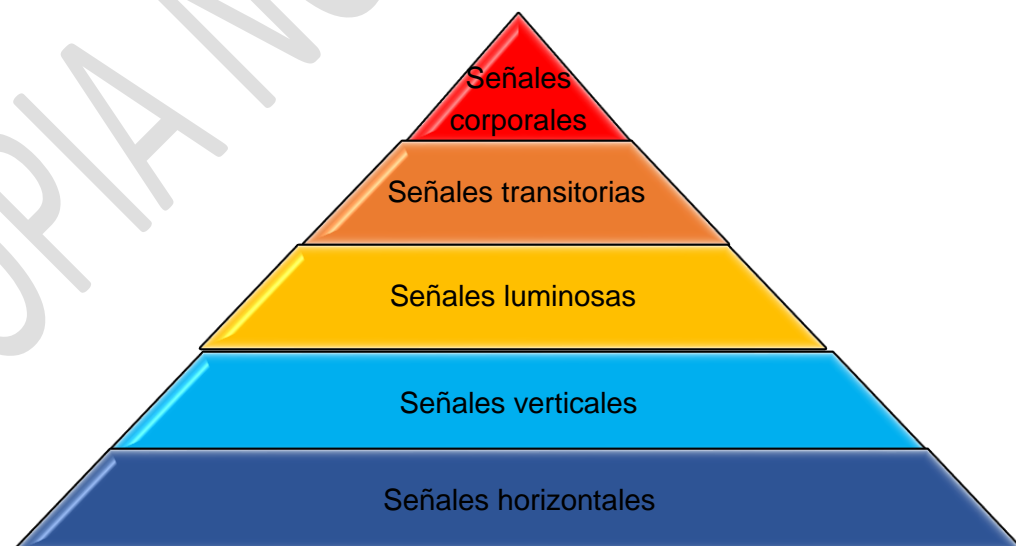 Señales
corporales
Señales transitorias
Señales luminosas
Señales verticales
Señales horizontales